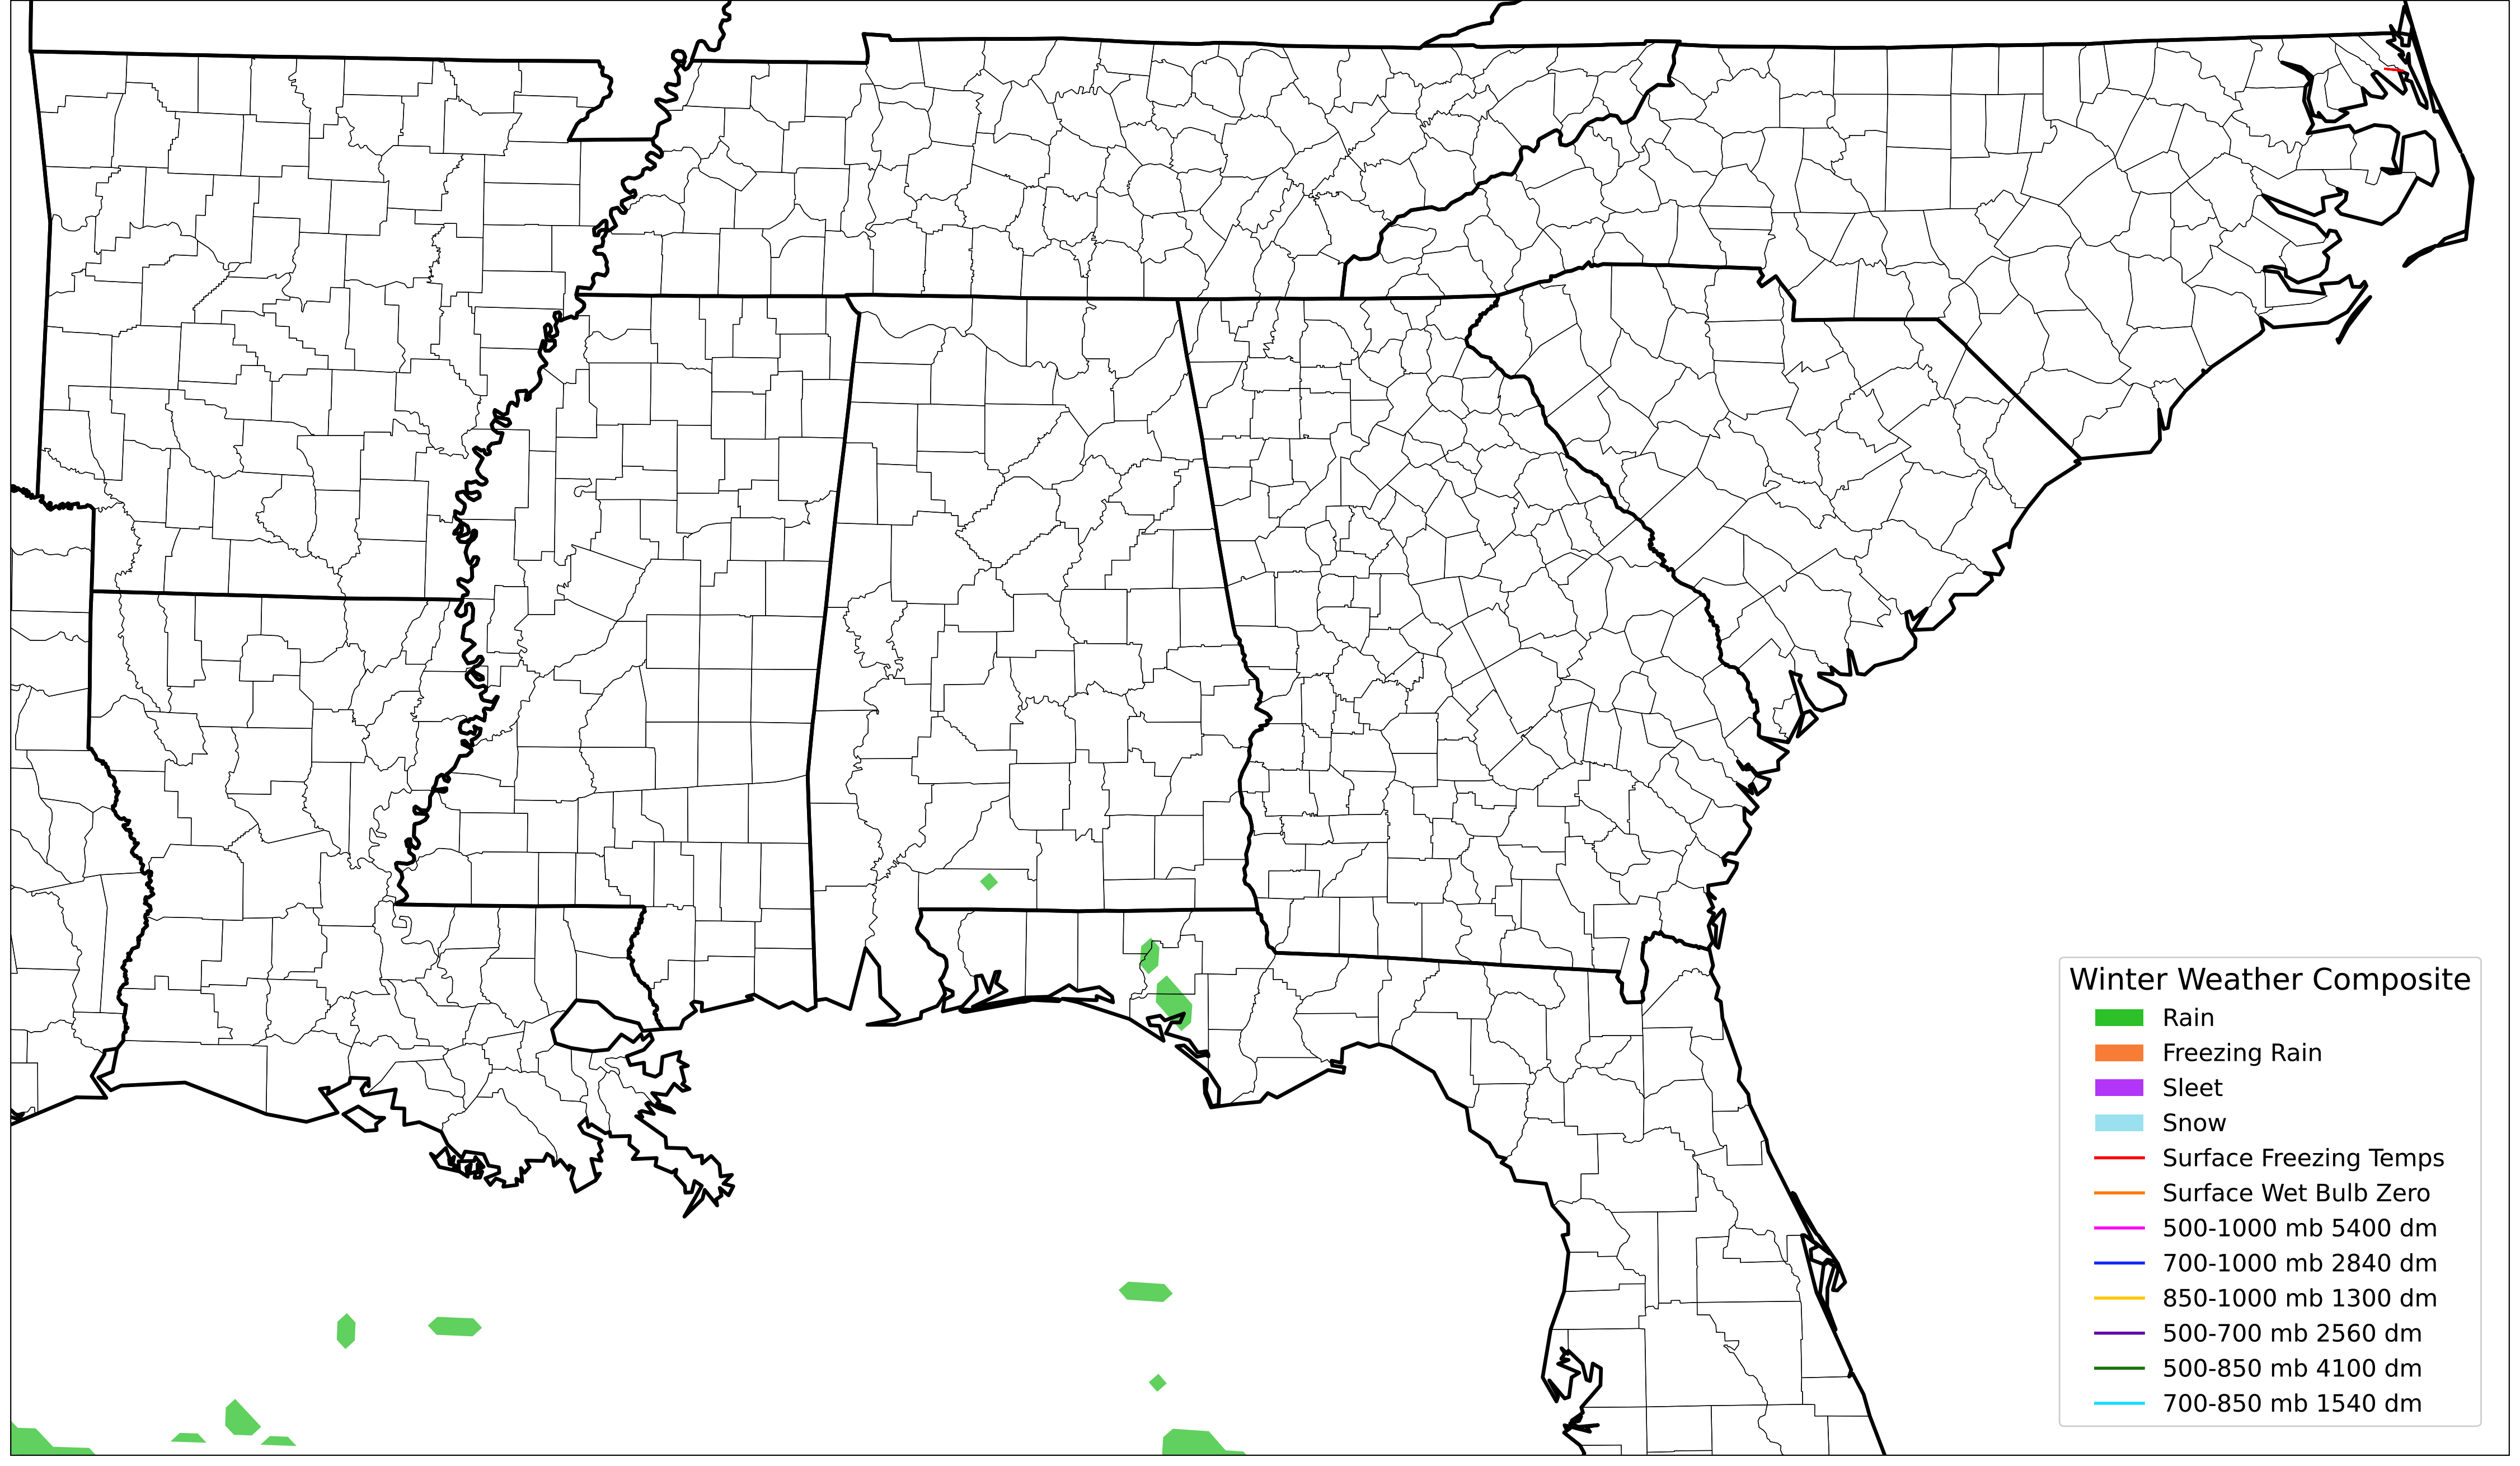 Winter Weather Composite
Rain
Freezing Rain
Sleet
Snow
Surface Freezing Temps
Surface Wet Bulb Zero
500-1000 mb 5400 dm
700-1000 mb 2840 dm
850-1000 mb 1300 dm
500-700 mb 2560 dm
500-850 mb 4100 dm
700-850 mb 1540 dm